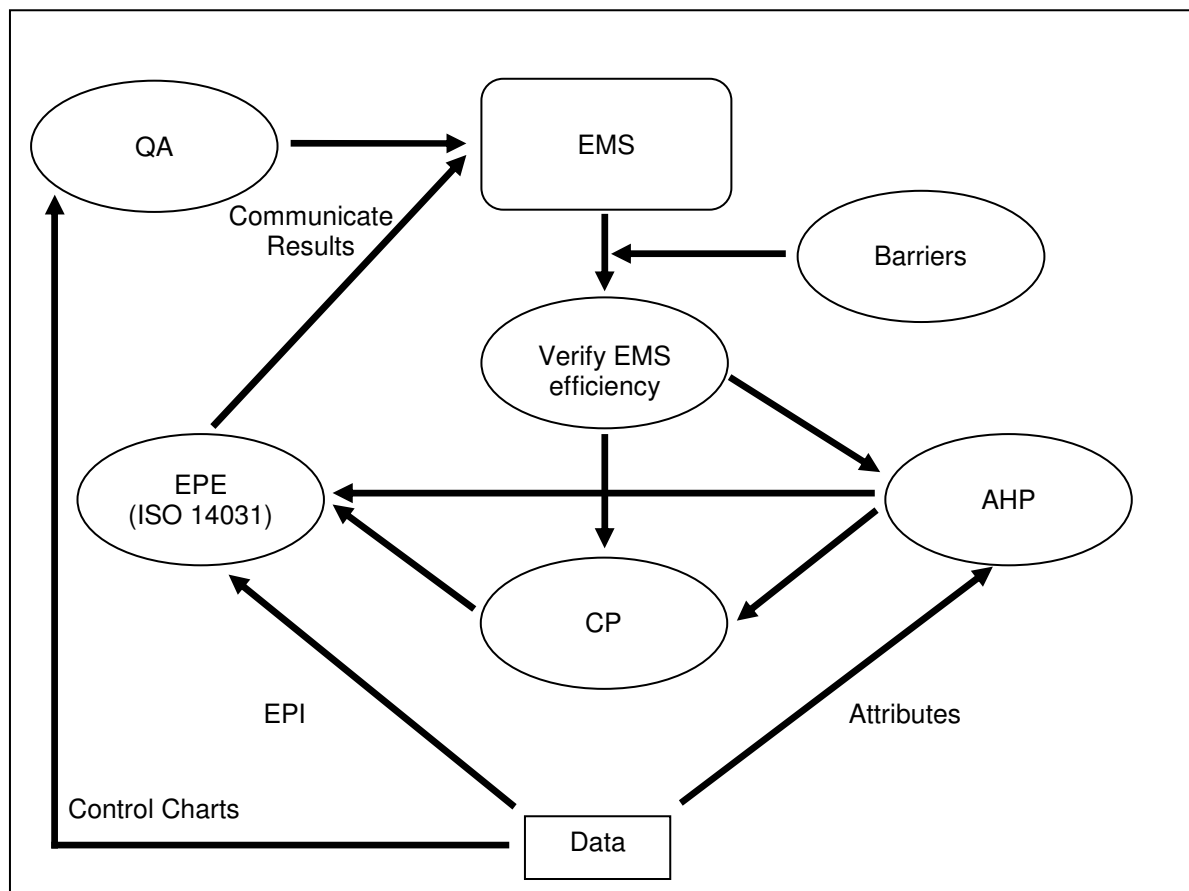 QA
EMS
Communicate
Results
Barriers
Verify EMS
efficiency
EPE
(ISO 14031)
AHP
CP
EPI
Attributes
Control Charts
Data